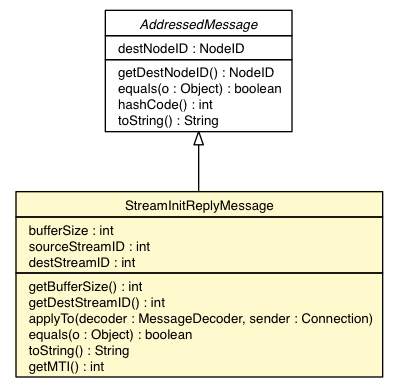 AddressedMessage
destNodeID : NodeID
getDestNodeID() : NodeID
equals(o : Object) : boolean
hashCode() : int
toString() : String
StreamInitReplyMessage
bufferSize : int
sourceStreamID : int
destStreamID : int
getBufferSize() : int
getDestStreamID() : int
applyTo(decoder : MessageDecoder, sender : Connection)
equals(o : Object) : boolean
toString() : String
getMTI() : int